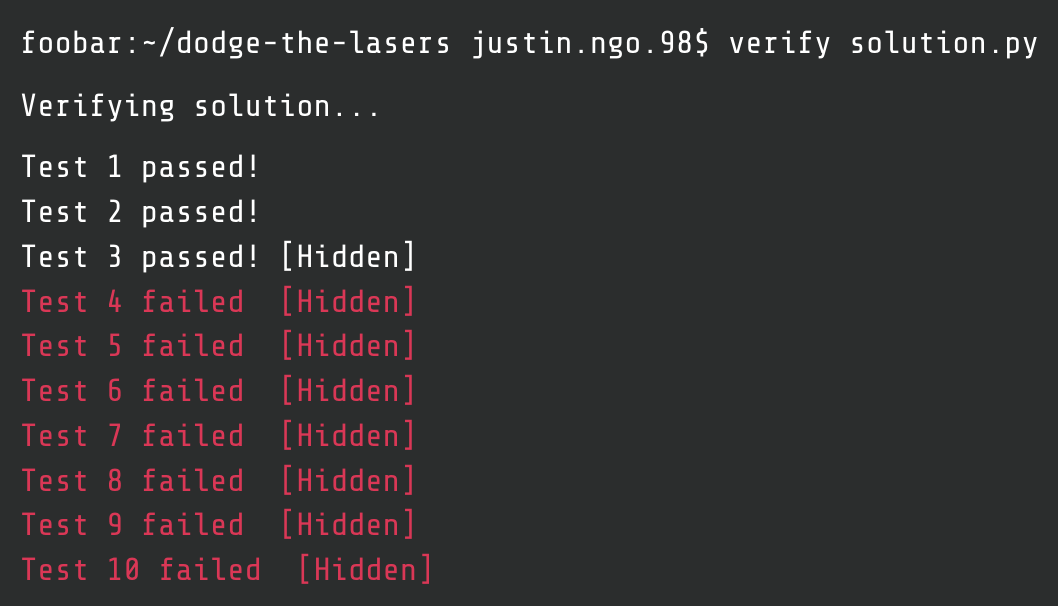 foobar:~/dodge-the-lasers justin.ngo.98$ verify solution.py
Verifying solution...
Test 1 passed!
Test 2 passed!
Test 3 passed! [Hidden]
Test 4 failed  [Hidden]
Test 5 failed  [Hidden]
Test 6 failed  [Hidden]
Test 7 failed  [Hidden]
Test 8 failed  [Hidden]
Test 9 failed  [Hidden]
Test 10 failed  [Hidden]